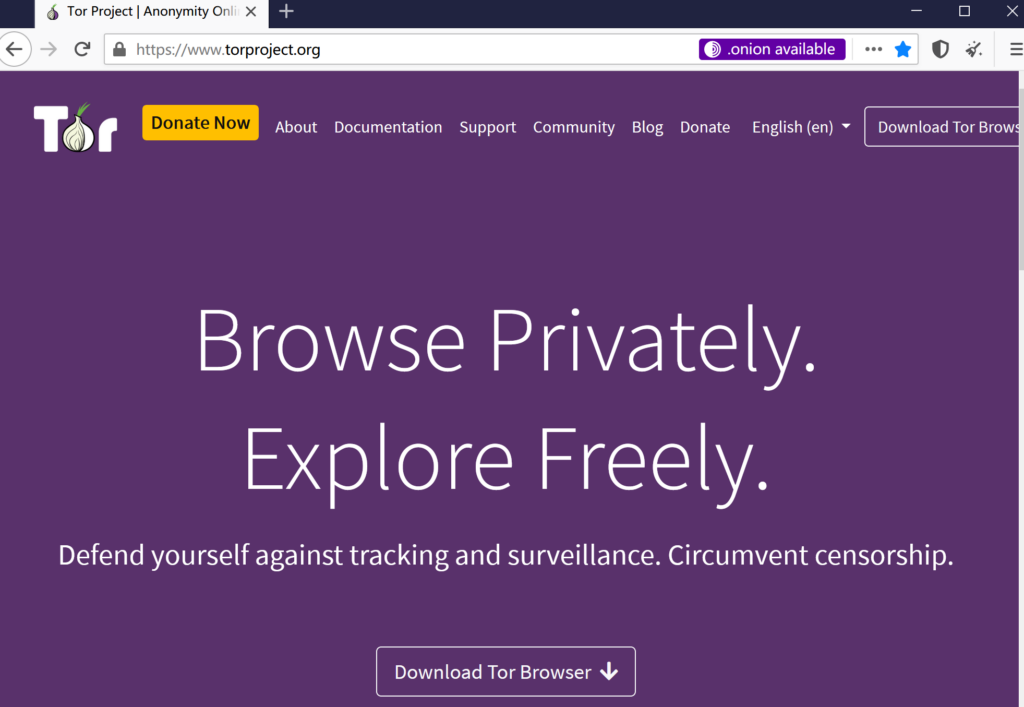 Tor Project | Anonymity Onli
https://www.torproject.org
.onion available
Tor
Donate Now
About
Documentation
Support
Community
Blog
Donate
English (en)
Download Tor Brows
Browse Privately.
Explore Freely.
Defend yourself against tracking and surveillance. Circumvent censorship.
Download Tor Browser